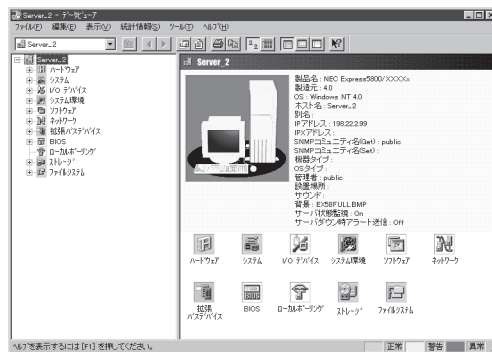 Server_2 - データビューア
ファイル(F) 編集(E) 表示(V) 統計情報(S) ツール(T) ヘルプ(H)
Server_2
Server_2
ハードウェア
システム
I/O デバイス
システム環境
ソフトウェア
ネットワーク
拡張バスデバイス
BIOS
ローカルポーリング
ストレージ
ファイルシステム
Server_2
製品名 : NEC Express5800/XXXXx
製造元 : 4.0
OS : Windows NT 4.0
ホスト名 : Server_2
別名 :
IPアドレス : 198.22.2.99
IPXアドレス :
SNMPコミュニティ名(Get) : public
SNMPコミュニティ名(Set) :
機器タイプ :
OSタイプ :
管理者 : public
設置場所 :
サウンド :
背景 : EX58FULL.BMP
サーバ状態監視 : On
サーバダウン時アラート送信 : Off
ハードウェア システム I/O デバイス システム環境 ソフトウェア ネットワーク
拡張バスデバイス BIOS ローカルポーリング ストレージ ファイルシステム
ヘルプを表示するには [F1] を押してください。 正常 警告 異常